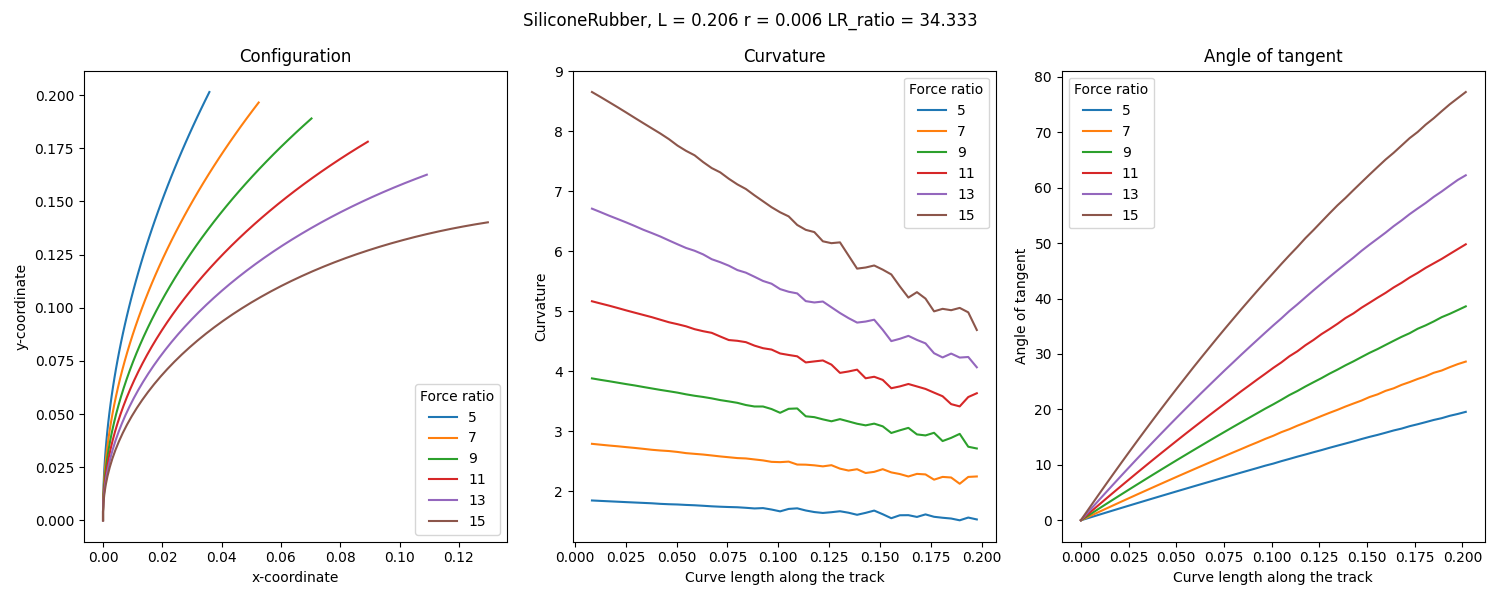 SiliconeRubber, L = 0.206 r = 0.006 LR_ratio = 34.333
Configuration
y-coordinate
0.200
0.175
0.150
0.125
0.100
0.075
0.050
0.025
0.000
0.00 0.02 0.04 0.06 0.08 0.10 0.12
x-coordinate
Force ratio
5
7
9
11
13
15
Curvature
Curvature
9
8
7
6
5
4
3
2
0.000 0.025 0.050 0.075 0.100 0.125 0.150 0.175 0.200
Curve length along the track
Force ratio
5
7
9
11
13
15
Angle of tangent
Angle of tangent
80
70
60
50
40
30
20
10
0
0.000 0.025 0.050 0.075 0.100 0.125 0.150 0.175 0.200
Curve length along the track
Force ratio
5
7
9
11
13
15